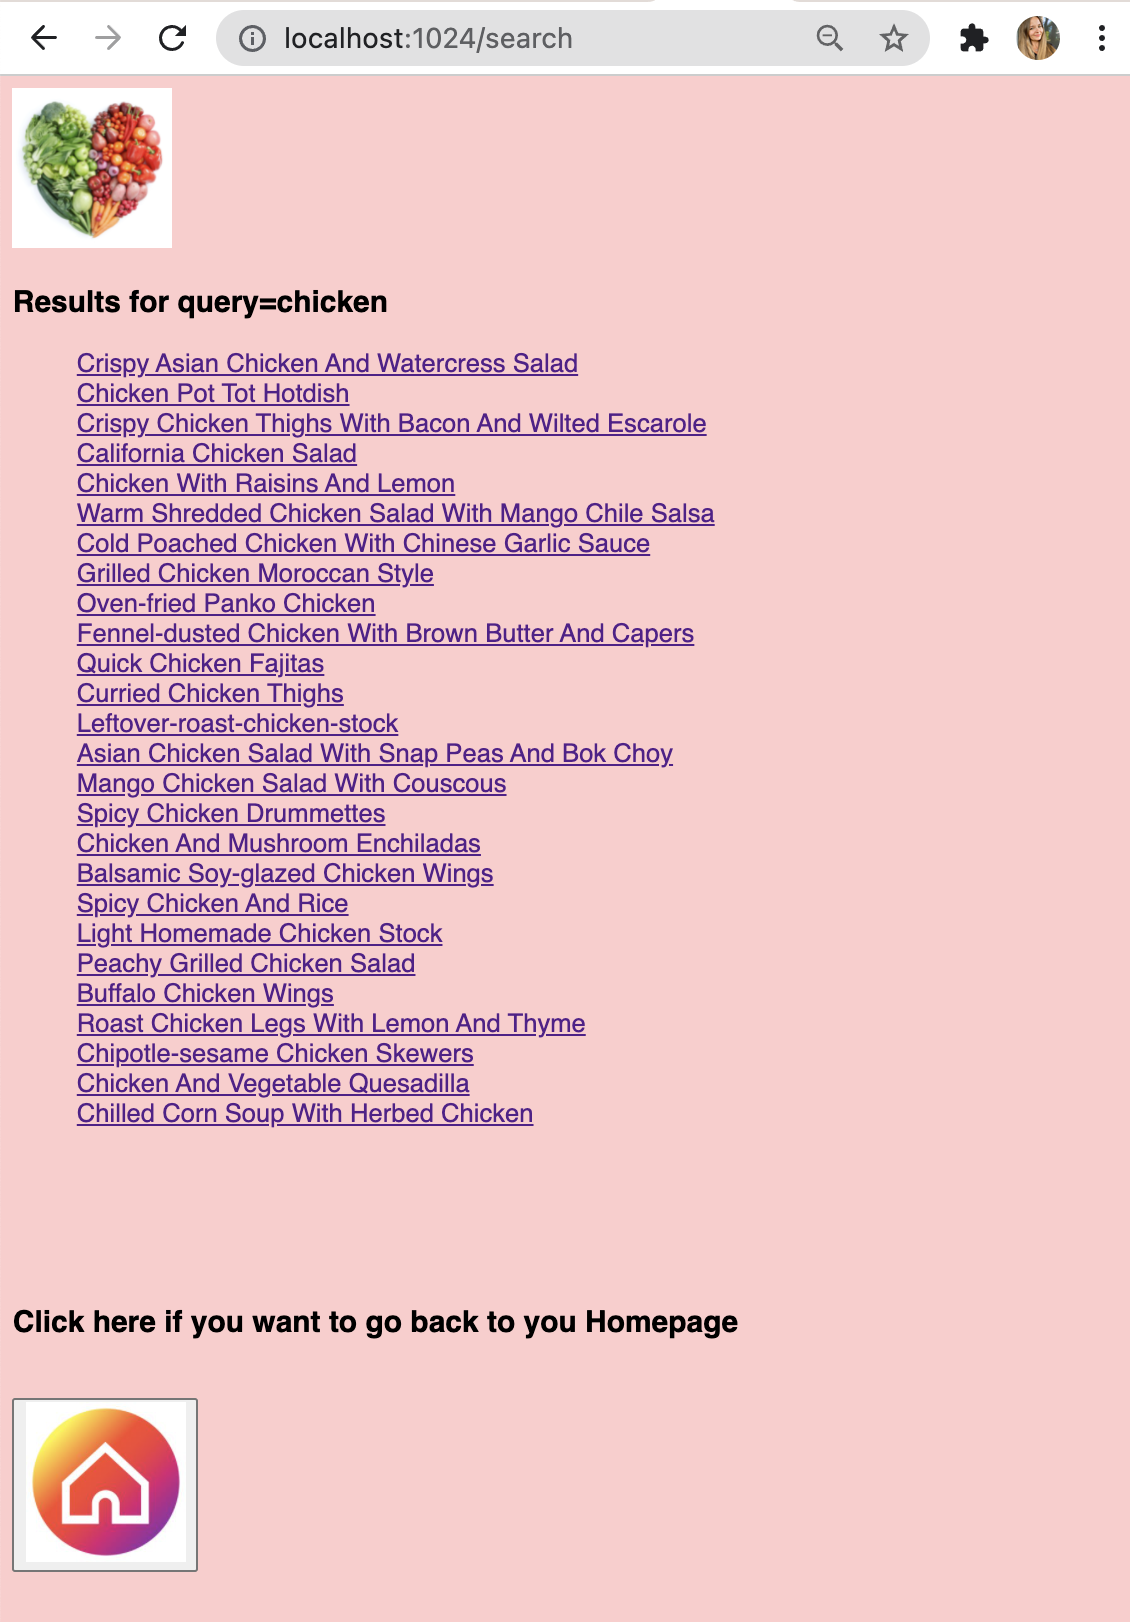 localhost:1024/search
Results for query=chicken
Crispy Asian Chicken And Watercress Salad
Chicken Pot Tot Hotdish
Crispy Chicken Thighs With Bacon And Wilted Escarole
California Chicken Salad
Chicken With Raisins And Lemon
Warm Shredded Chicken Salad With Mango Chile Salsa
Cold Poached Chicken With Chinese Garlic Sauce
Grilled Chicken Moroccan Style
Oven-fried Panko Chicken
Fennel-dusted Chicken With Brown Butter And Capers
Quick Chicken Fajitas
Curried Chicken Thighs
Leftover-roast-chicken-stock
Asian Chicken Salad With Snap Peas And Bok Choy
Mango Chicken Salad With Couscous
Spicy Chicken Drummettes
Chicken And Mushroom Enchiladas
Balsamic Soy-glazed Chicken Wings
Spicy Chicken And Rice
Light Homemade Chicken Stock
Peachy Grilled Chicken Salad
Buffalo Chicken Wings
Roast Chicken Legs With Lemon And Thyme
Chipotle-sesame Chicken Skewers
Chicken And Vegetable Quesadilla
Chilled Corn Soup With Herbed Chicken
Click here if you want to go back to you Homepage